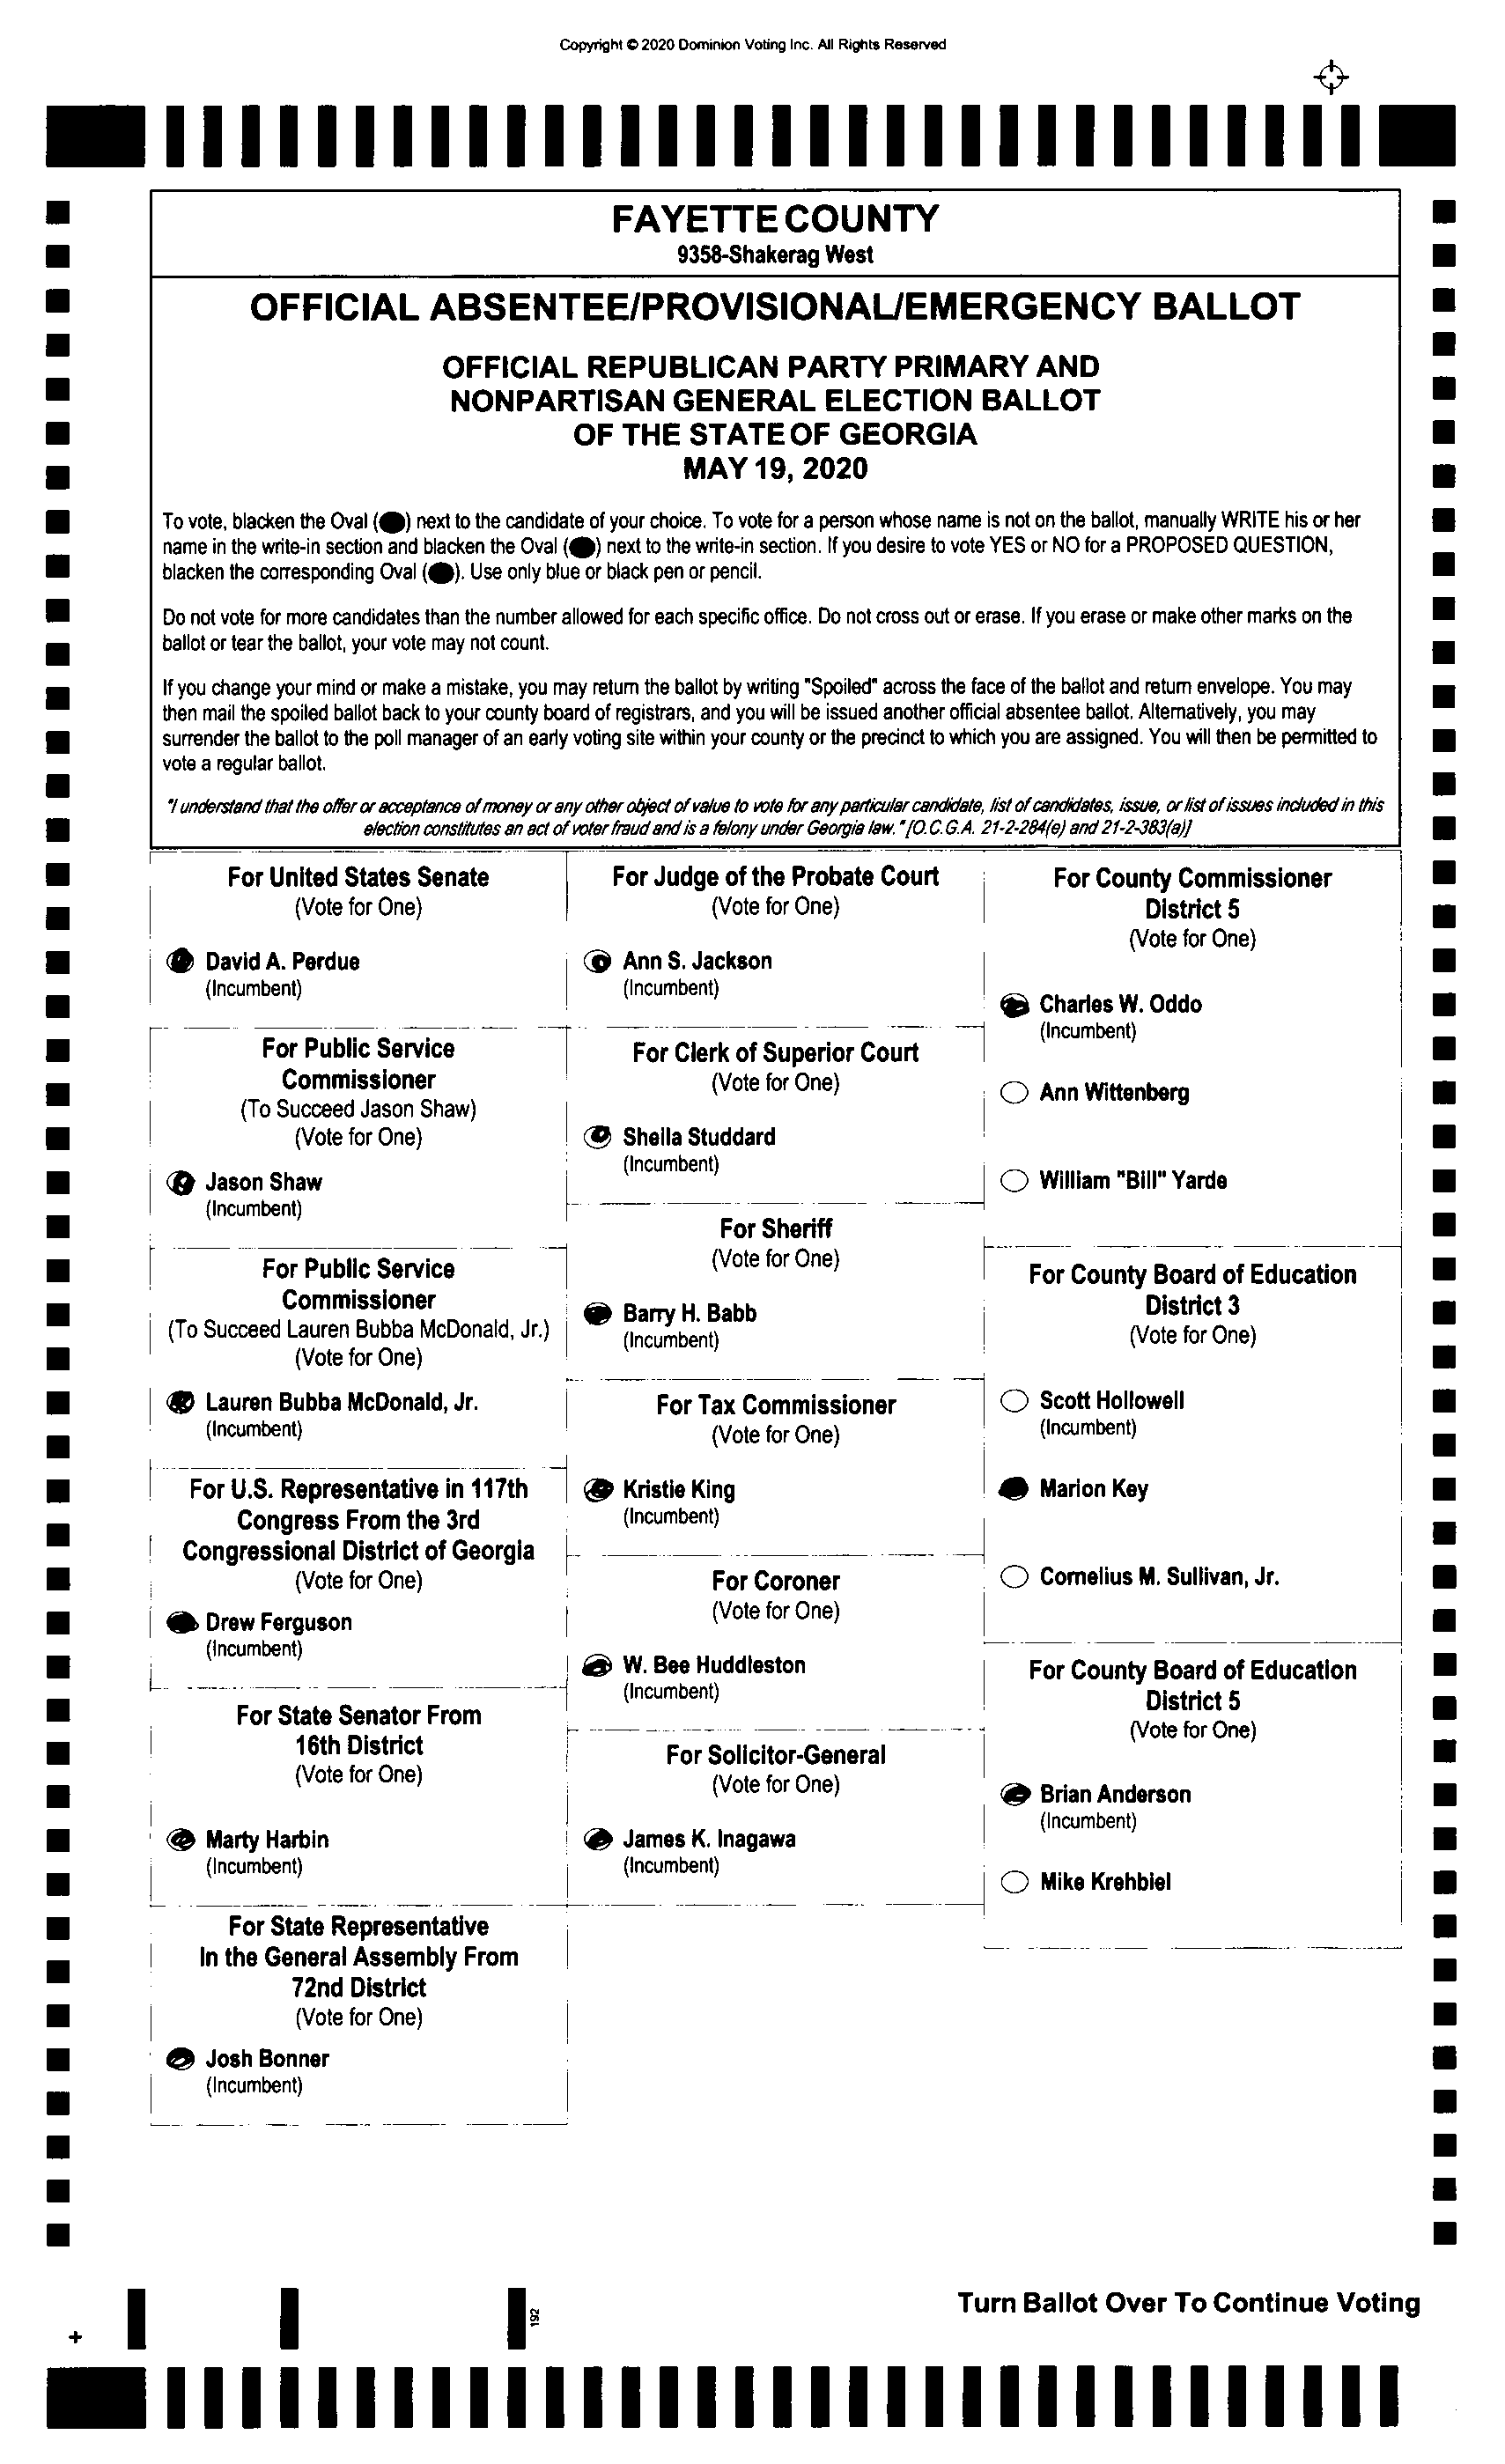 Copyright © 2020 Dominion Voting Inc. All Rights Reserved
FAYETTE COUNTY
9358-Shakerag West
OFFICIAL ABSENTEE/PROVISIONAL/EMERGENCY BALLOT
OFFICIAL REPUBLICAN PARTY PRIMARY AND
NONPARTISAN GENERAL ELECTION BALLOT
OF THE STATE OF GEORGIA
MAY 19, 2020
To vote, blacken the Oval ( ) next to the candidate of your choice. To vote for a person whose name is not on the ballot, manually WRITE his or her
name in the write-in section and blacken the Oval ( ) next to the write-in section. If you desire to vote YES or NO for a PROPOSED QUESTION,
blacken the corresponding Oval ( ). Use only blue or black pen or pencil.
Do not vote for more candidates than the number allowed for each specific office. Do not cross out or erase. If you erase or make other marks on the
ballot or tear the ballot, your vote may not count.
If you change your mind or make a mistake, you may return the ballot by writing "Spoiled" across the face of the ballot and return envelope. You may
then mail the spoiled ballot back to your county board of registrars, and you will be issued another official absentee ballot. Alternatively, you may
surrender the ballot to the poll manager of an early voting site within your county or the precinct to which you are assigned. You will then be permitted to
vote a regular ballot.
"I understand that the offer or acceptance of money or any other object of value to vote for any particular candidate, list of candidates, issue, or list of issues included in this
election constitutes an act of voter fraud and is a felony under Georgia law." [O.C.G.A. 21-2-284(e) and 21-2-383(a)]
For United States Senate
(Vote for One)
David A. Perdue
(Incumbent)
For Public Service
Commissioner
(To Succeed Jason Shaw)
(Vote for One)
Jason Shaw
(Incumbent)
For Public Service
Commissioner
(To Succeed Lauren Bubba McDonald, Jr.)
(Vote for One)
Lauren Bubba McDonald, Jr.
(Incumbent)
For U.S. Representative in 117th
Congress From the 3rd
Congressional District of Georgia
(Vote for One)
Drew Ferguson
(Incumbent)
For State Senator From
16th District
(Vote for One)
Marty Harbin
(Incumbent)
For State Representative
In the General Assembly From
72nd District
(Vote for One)
Josh Bonner
(Incumbent)
For Judge of the Probate Court
(Vote for One)
Ann S. Jackson
(Incumbent)
For Clerk of Superior Court
(Vote for One)
Sheila Studdard
(Incumbent)
For Sheriff
(Vote for One)
Barry H. Babb
(Incumbent)
For Tax Commissioner
(Vote for One)
Kristie King
(Incumbent)
For Coroner
(Vote for One)
W. Bee Huddleston
(Incumbent)
For Solicitor-General
(Vote for One)
James K. Inagawa
(Incumbent)
For County Commissioner
District 5
(Vote for One)
Charles W. Oddo
(Incumbent)
Ann Wittenberg
William "Bill" Yarde
For County Board of Education
District 3
(Vote for One)
Scott Hollowell
(Incumbent)
Marion Key
Cornelius M. Sullivan, Jr.
For County Board of Education
District 5
(Vote for One)
Brian Anderson
(Incumbent)
Mike Krehbiel
Turn Ballot Over To Continue Voting
192
+